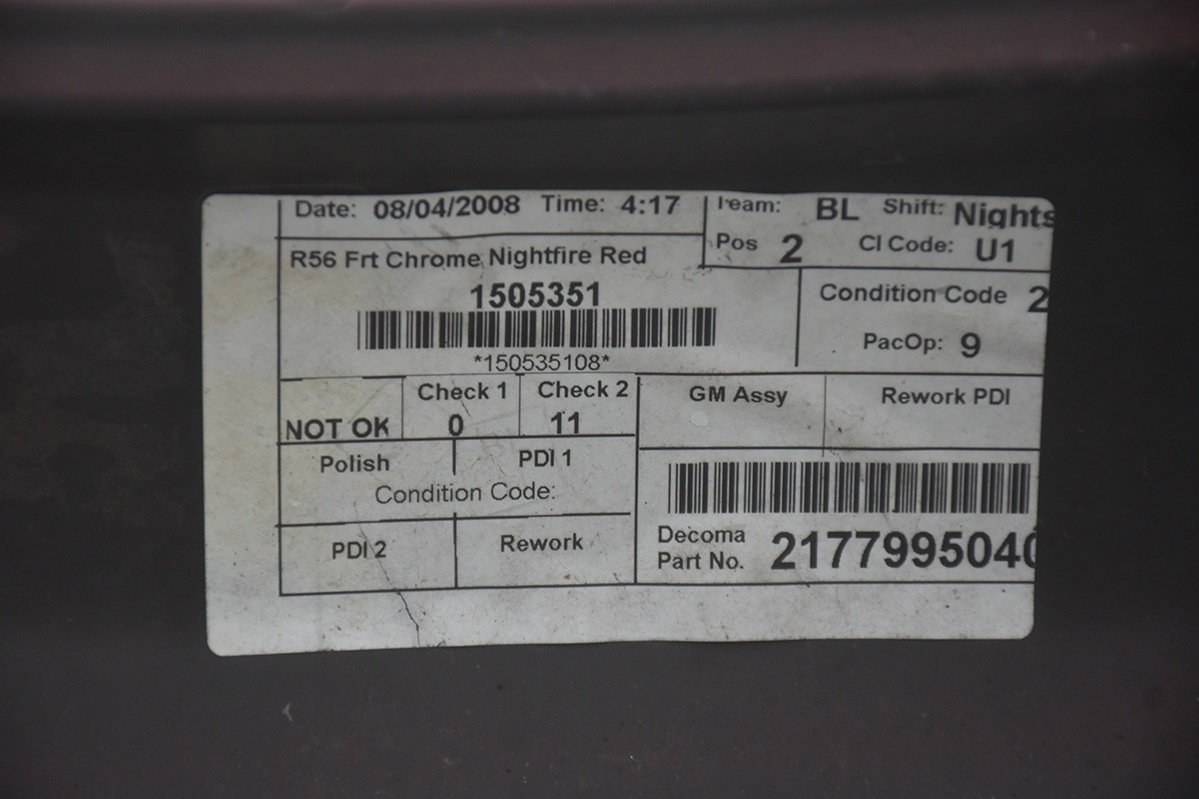 Date: 08/04/2008 Time: 4:17 Team: BL Shift: Nights
Pos 2 CI Code: U1
R56 Frt Chrome Nightfire Red
1505351
*150535108*
Condition Code 2
PacOp: 9
NOT OK Check 1 0 Check 2 11
GM Assy Rework PDI
Polish PDI 1
Condition Code:
PDI 2 Rework
Decoma
Part No. 2177995040